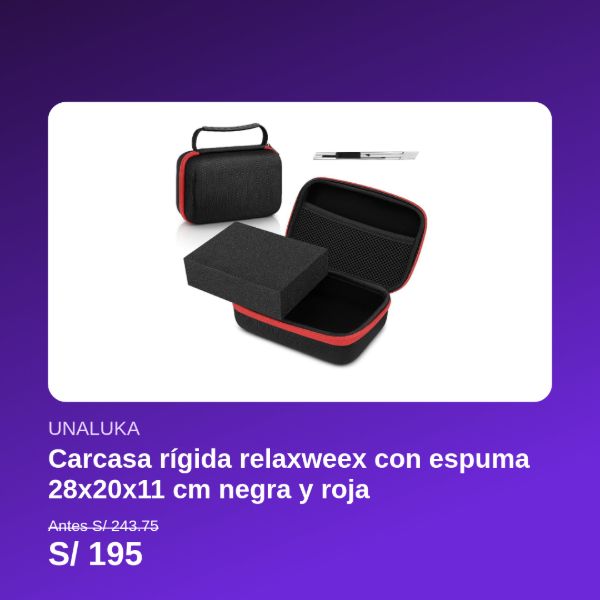 UNALUKA
Carcasa rígida relaxweex con espuma
28x20x11 cm negra y roja
Antes S/ 243.75
S/ 195